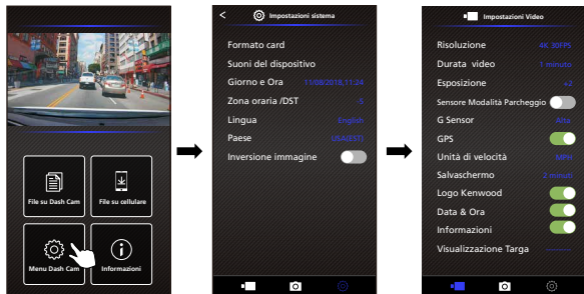 File su Dash Cam
File su cellulare
Menu Dash Cam
Informazioni
< Impostazioni sistema
Formato card
Suoni del dispositivo
Giorno e Ora 11/08/2018,11:24
Zona oraria /DST -5
Lingua English
Paese USA(EST)
Inversione immagine
Impostazioni Video
Risoluzione 4K 30FPS
Durata video 1 minuto
Esposizione +2
Sensore Modalità Parcheggio
G Sensor Alta
GPS
Unità di velocità MPH
Salvaschermo 2 minuti
Logo Kenwood
Data & Ora
Informazioni
Visualizzazione Targa